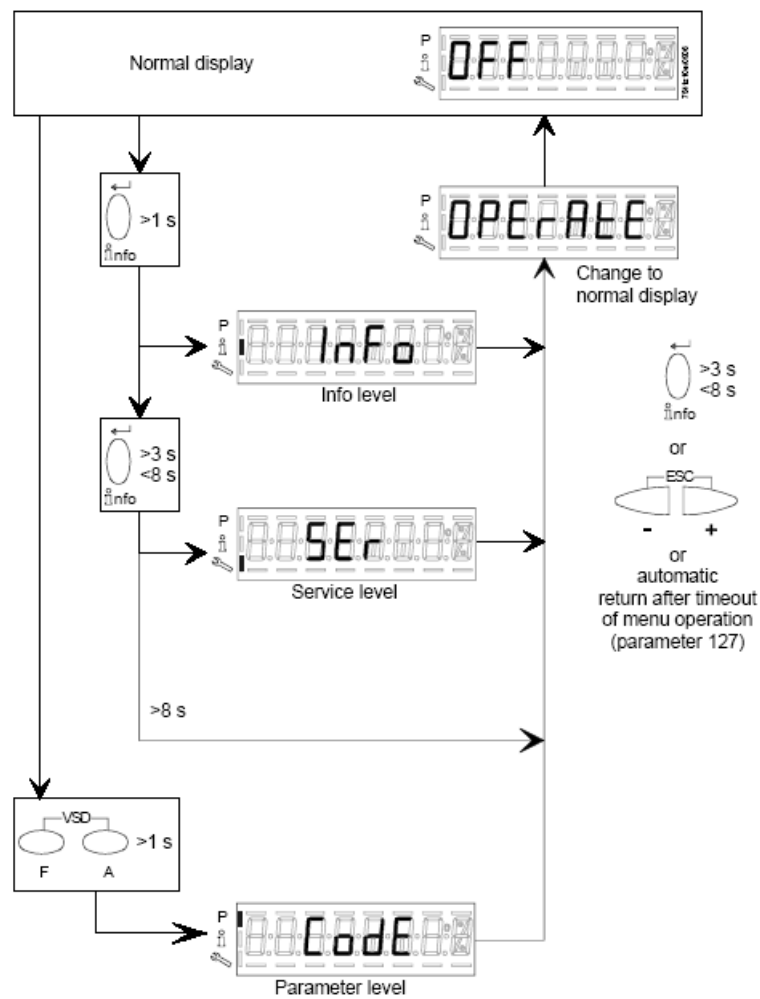 Normal display
P
OFF
P
OPErAtE
Change to
normal display
>1 s
info
P
InFo
Info level
>3 s
<8 s
info
>3 s
<8 s
info
or
ESC
- +
or
automatic
return after timeout
of menu operation
(parameter 127)
P
SEr
Service level
>8 s
VSD
>1 s
F A
P
CodE
Parameter level